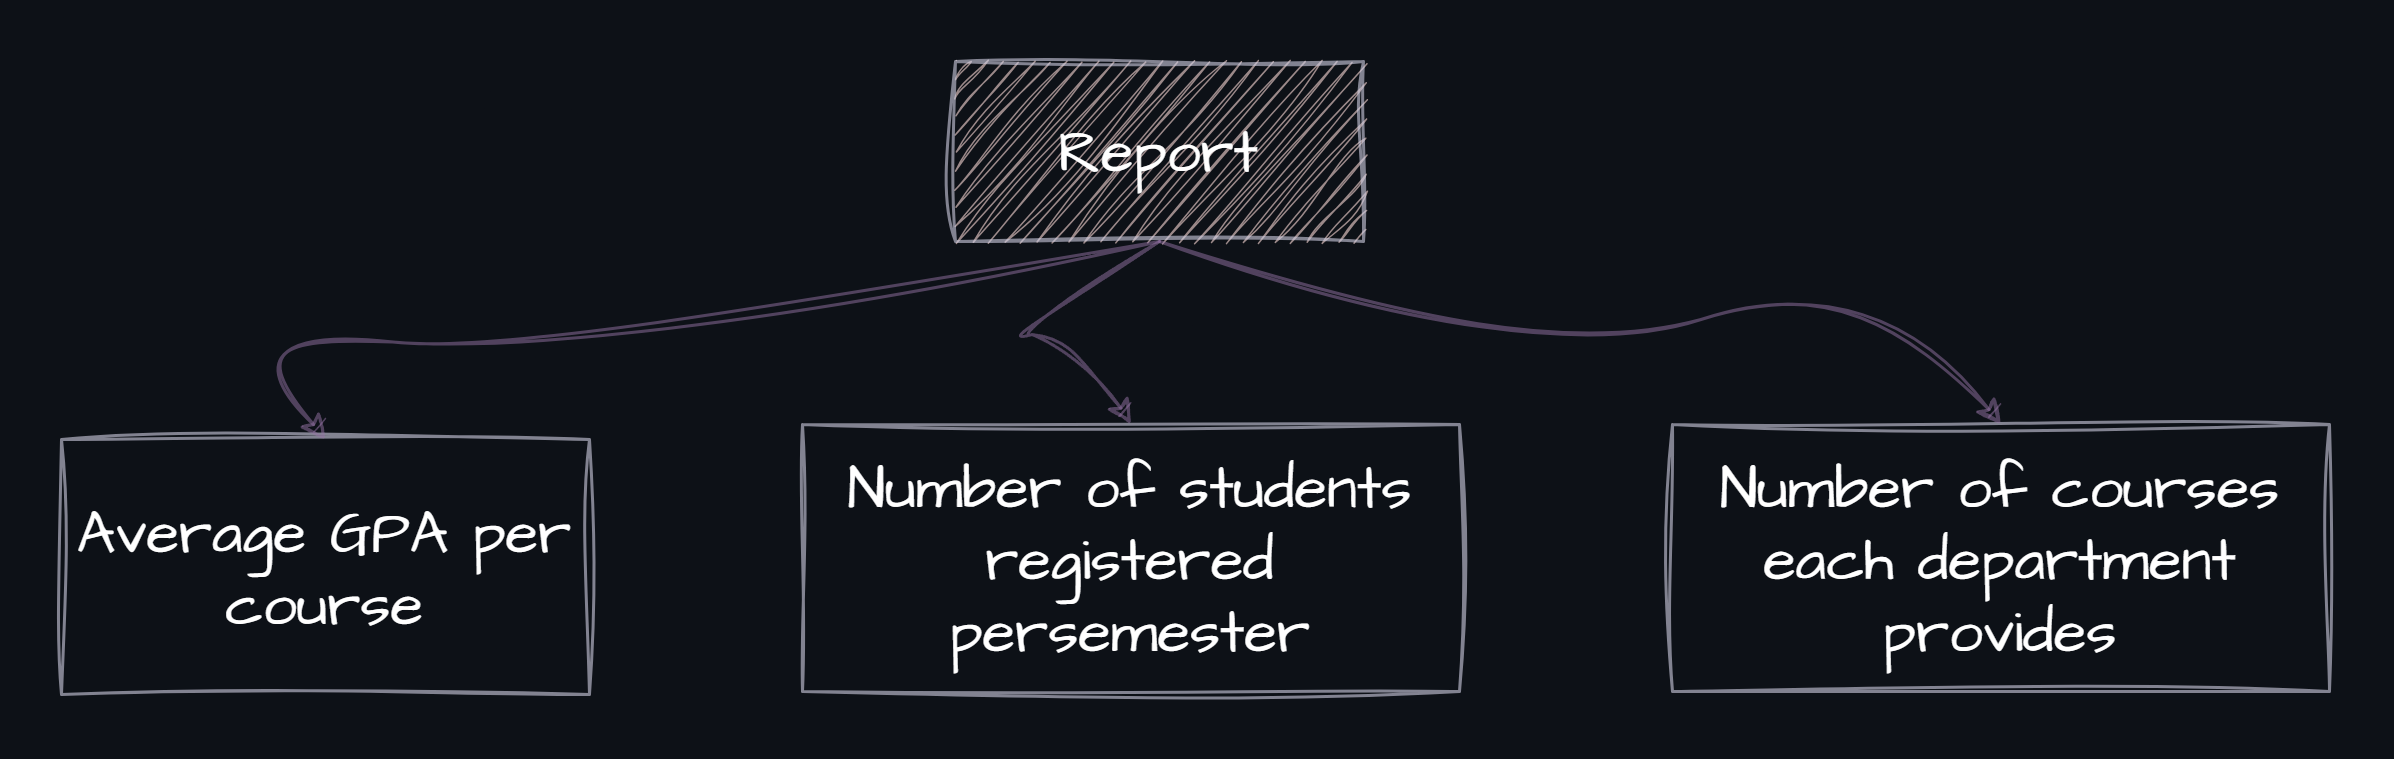 Report
Average GPA per
course
Number of students
registered
persemester
Number of courses
each department
provides